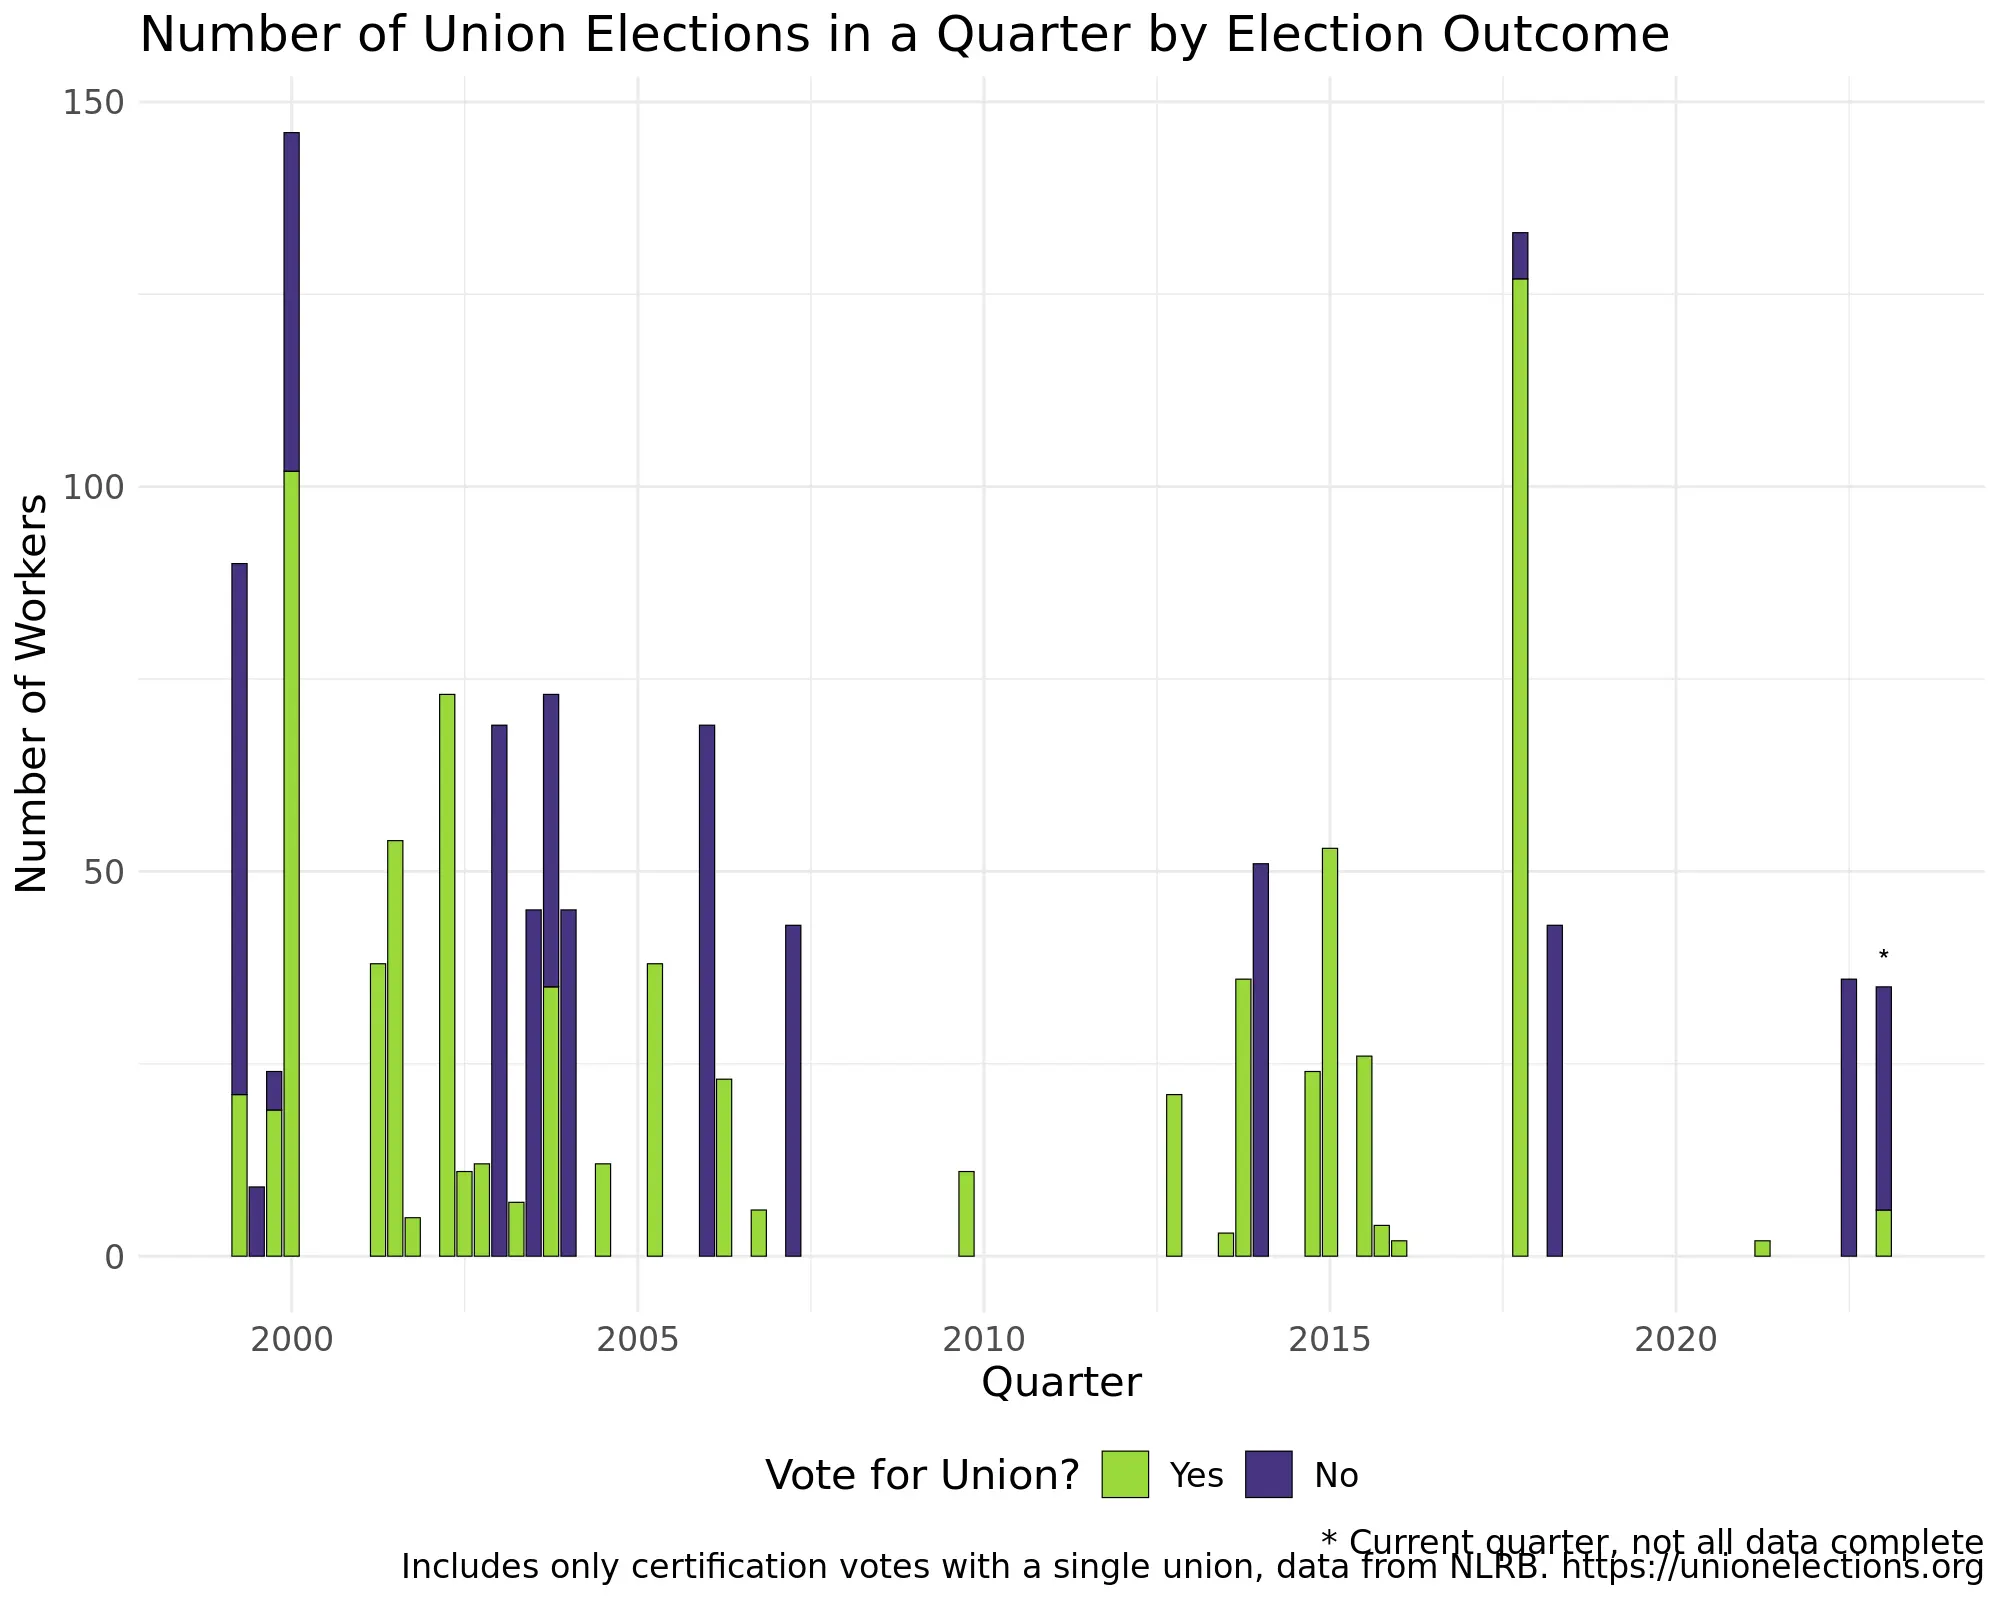 Number of Union Elections in a Quarter by Election Outcome
150
100
50
0
Number of Workers
*
2000 2005 2010 2015 2020
Quarter
Vote for Union? Yes No
* Current quarter, not all data complete
Includes only certification votes with a single union, data from NLRB. https://unionelections.org